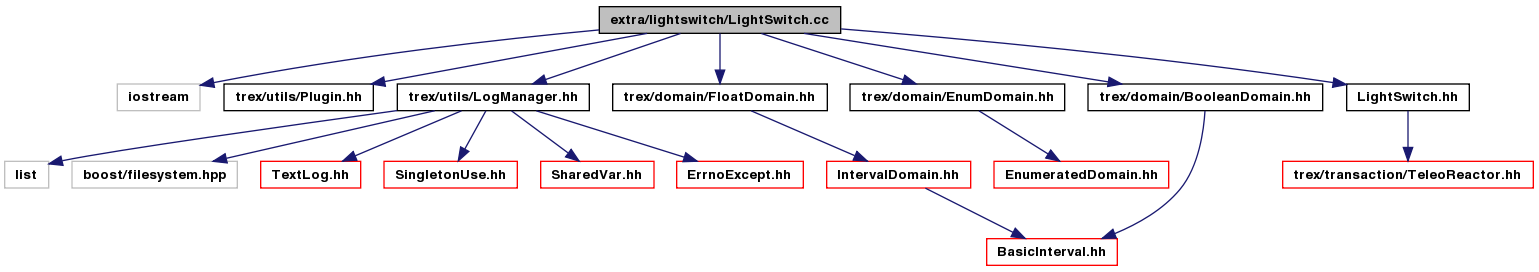 extra/lightswitch/LightSwitch.cc
iostream
trex/utils/Plugin.hh
trex/utils/LogManager.hh
trex/domain/FloatDomain.hh
trex/domain/EnumDomain.hh
trex/domain/BooleanDomain.hh
LightSwitch.hh
list
boost/filesystem.hpp
TextLog.hh
SingletonUse.hh
SharedVar.hh
ErrnoExcept.hh
IntervalDomain.hh
EnumeratedDomain.hh
trex/transaction/TeleoReactor.hh
BasicInterval.hh